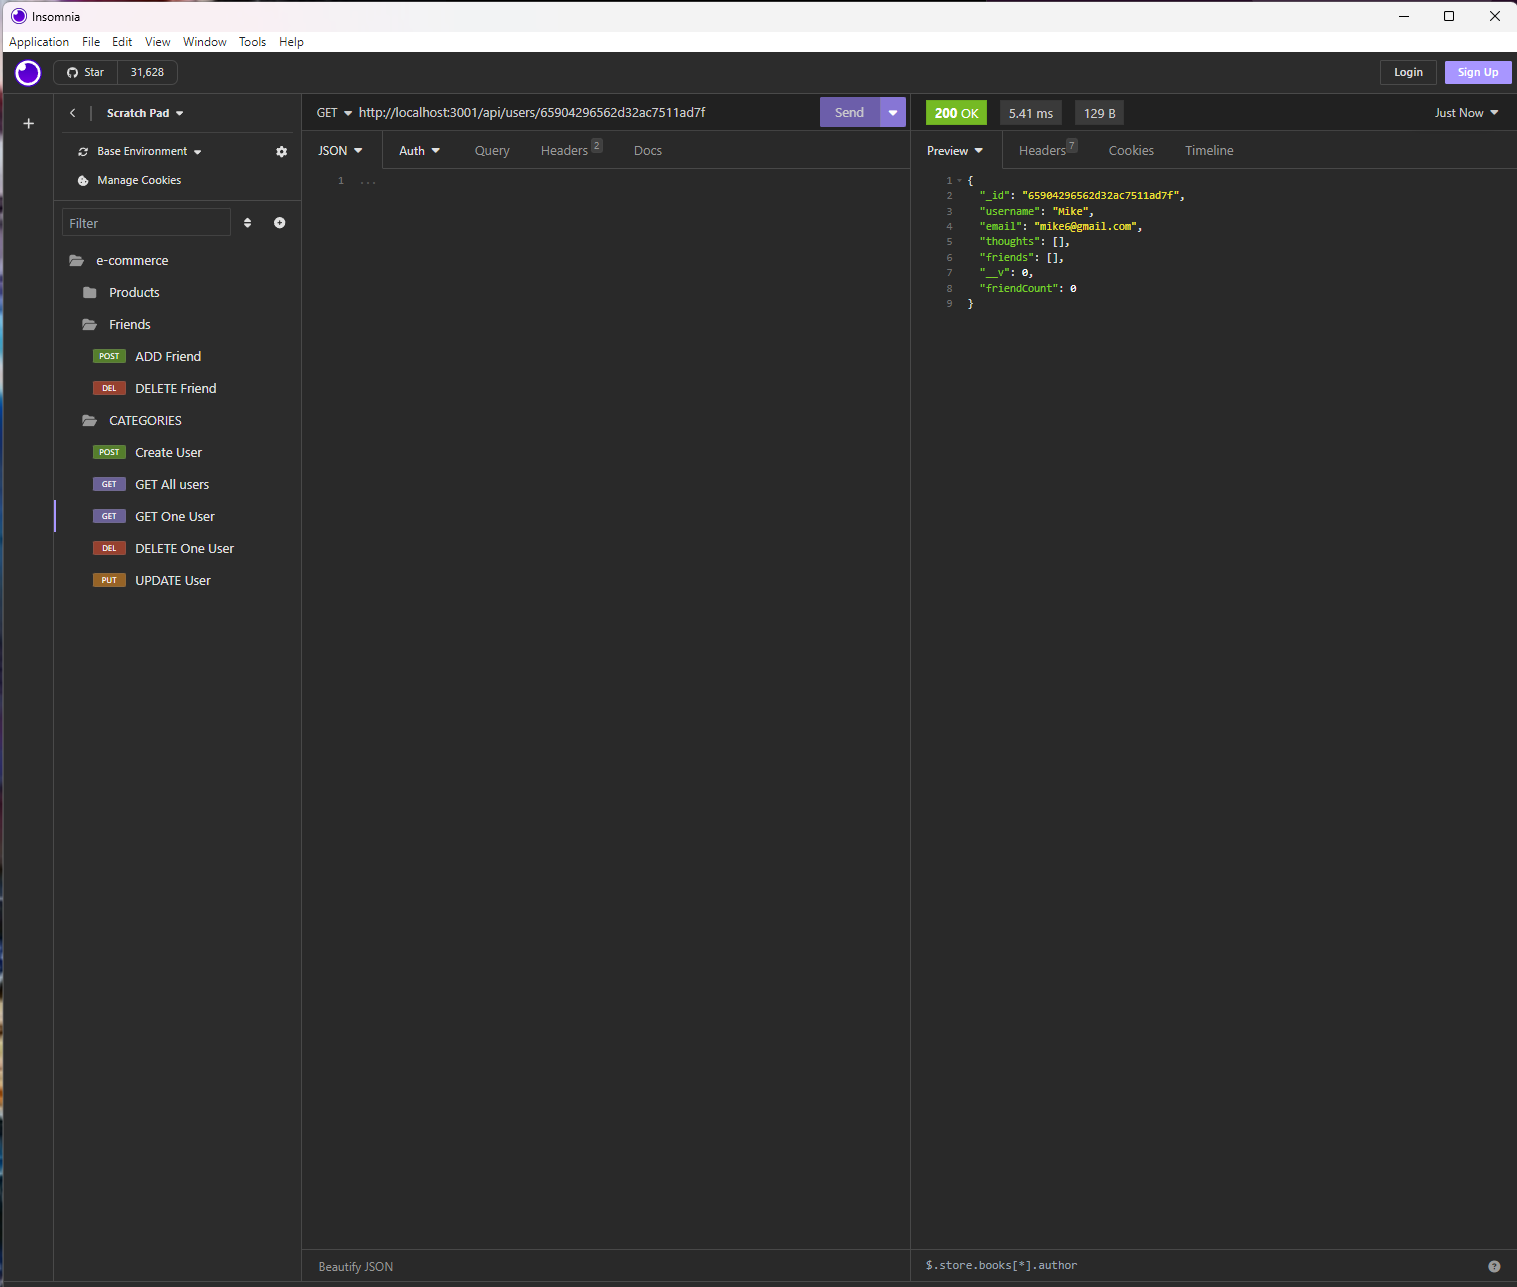 Insomnia
Application File Edit View Window Tools Help
Star 31,628
Login Sign Up
Scratch Pad
Base Environment
Manage Cookies
Filter
e-commerce
Products
Friends
POST ADD Friend
DEL DELETE Friend
CATEGORIES
POST Create User
GET GET All users
GET GET One User
DEL DELETE One User
PUT UPDATE User
GET http://localhost:3001/api/users/65904296562d32ac7511ad7f Send
JSON Auth Query Headers 2 Docs
1 ...
Beautify JSON
200 OK 5.41 ms 129 B Just Now
Preview Headers 7 Cookies Timeline
1 {
2 "_id": "65904296562d32ac7511ad7f",
3 "username": "Mike",
4 "email": "mike6@gmail.com",
5 "thoughts": [],
6 "friends": [],
7 "__v": 0,
8 "friendCount": 0
9 }
$.store.books[*].author